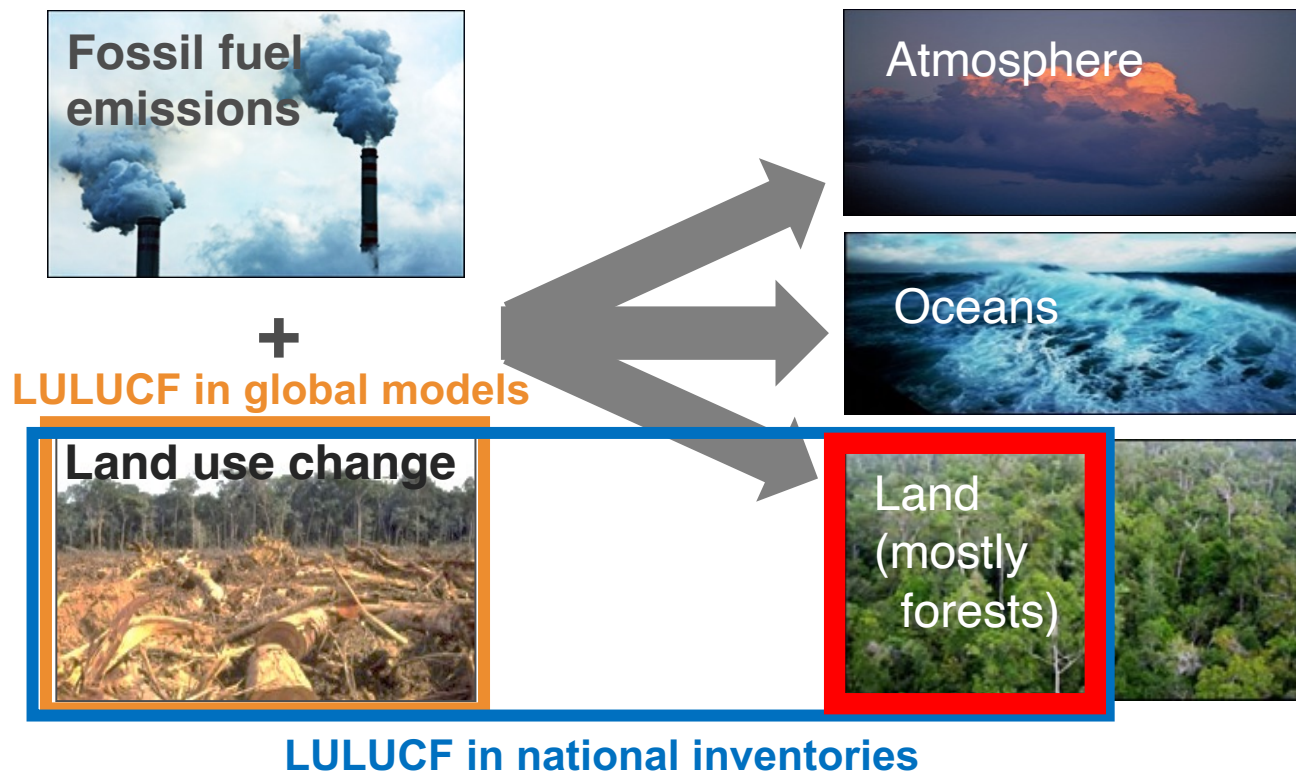 Fossil fuel
emissions
+
LULUCF in global models
Land use change
Atmosphere
Oceans
Land
(mostly
forests)
LULUCF in national inventories